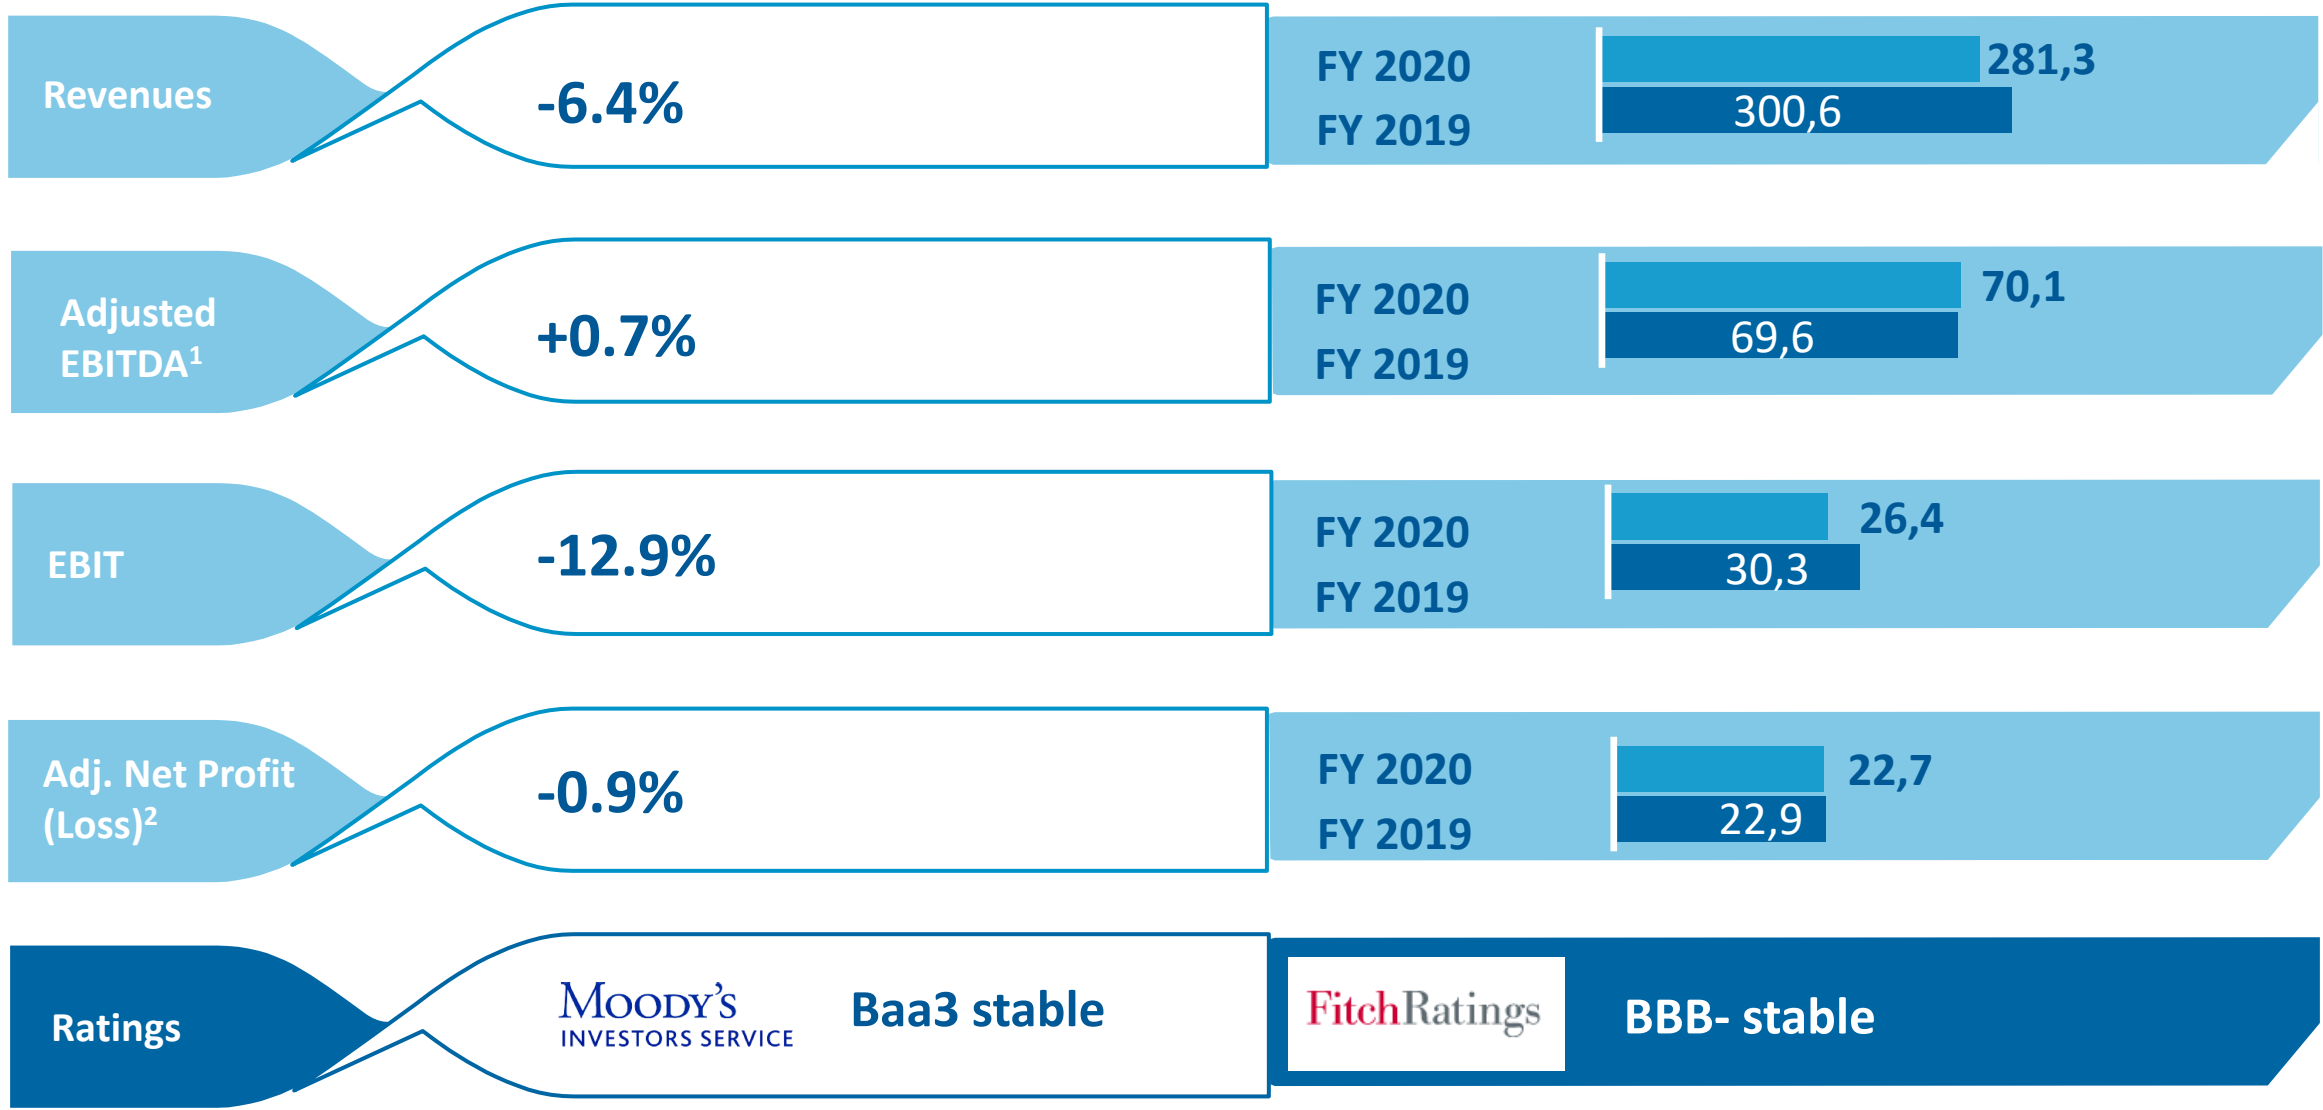 Revenues
-6.4%
FY 2020
281,3
FY 2019
300,6
Adjusted
EBITDA¹
+0.7%
FY 2020
70,1
FY 2019
69,6
EBIT
-12.9%
FY 2020
26,4
FY 2019
30,3
Adj. Net Profit
(Loss)²
-0.9%
FY 2020
22,7
FY 2019
22,9
Ratings
MOODY'S
INVESTORS SERVICE
Baa3 stable
FitchRatings
BBB- stable